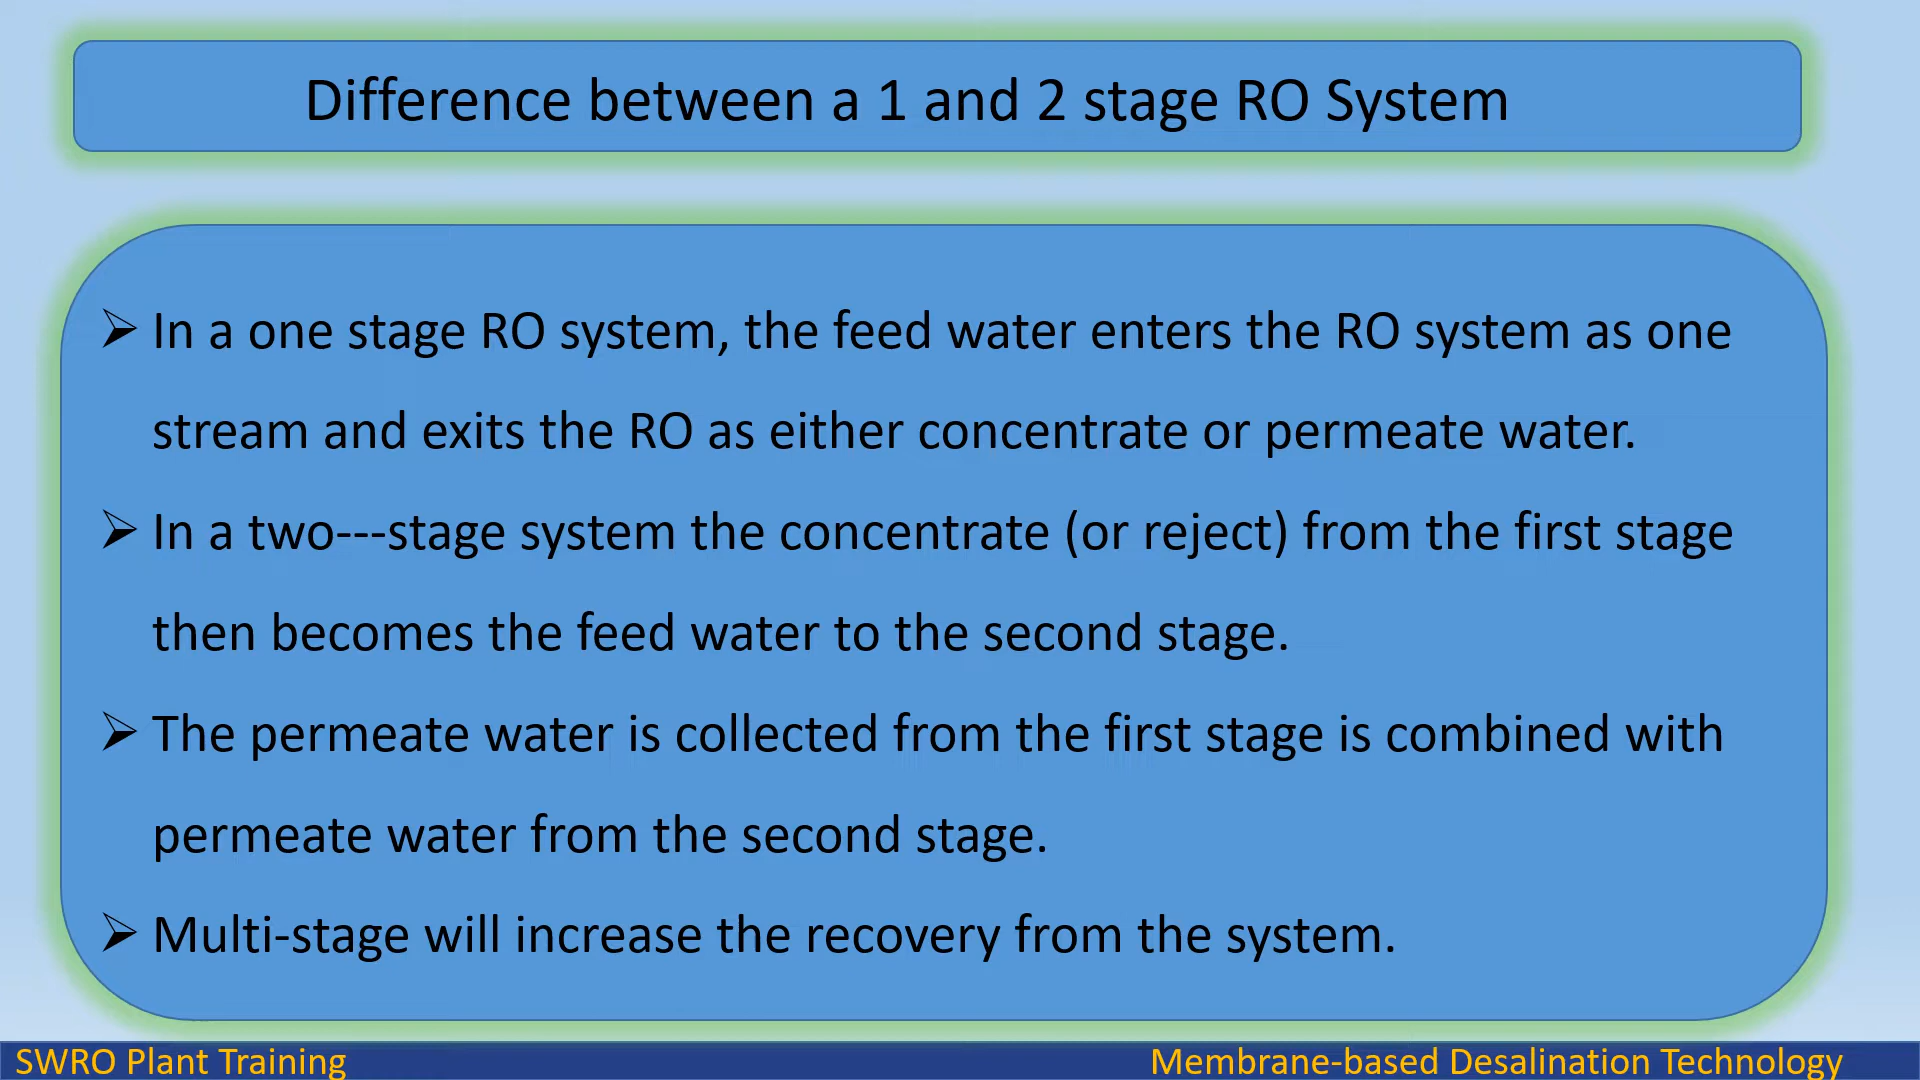 Difference between a 1 and 2 stage RO System
➢ In a one stage RO system, the feed water enters the RO system as one
stream and exits the RO as either concentrate or permeate water.
➢ In a two---stage system the concentrate (or reject) from the first stage
then becomes the feed water to the second stage.
➢ The permeate water is collected from the first stage is combined with
permeate water from the second stage.
➢ Multi-stage will increase the recovery from the system.
SWRO Plant Training
Membrane-based Desalination Technology